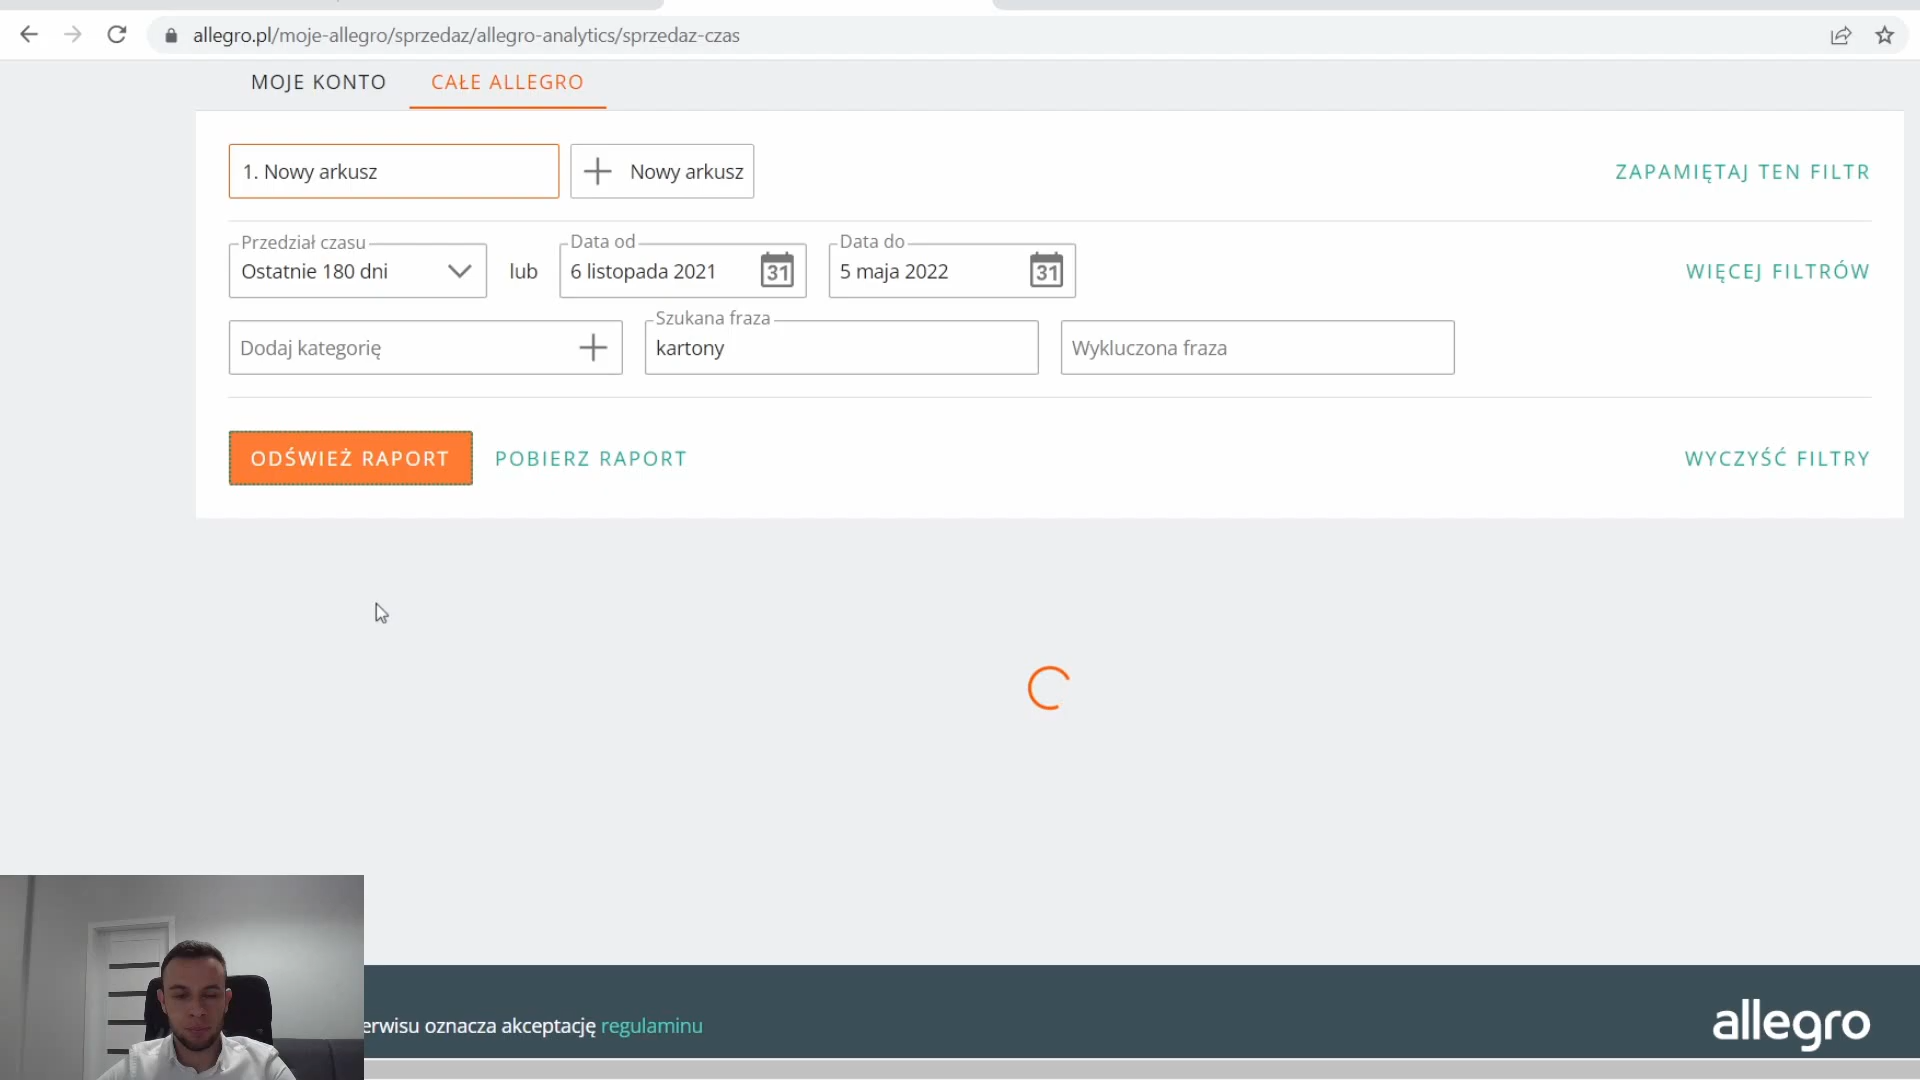 allegro.pl/moje-allegro/sprzedaz/allegro-analytics/sprzedaz-czas
MOJE KONTO CAŁE ALLEGRO
1. Nowy arkusz Nowy arkusz ZAPAMIĘTAJ TEN FILTR
Przedział czasu Data od Data do
Ostatnie 180 dni lub 6 listopada 2021 31 5 maja 2022 31 WIĘCEJ FILTRÓW
Szukana fraza
Dodaj kategorię kartony Wykluczona fraza
ODŚWIEŻ RAPORT POBIERZ RAPORT WYCZYŚĆ FILTRY
erwisu oznacza akceptację regulaminu
allegro